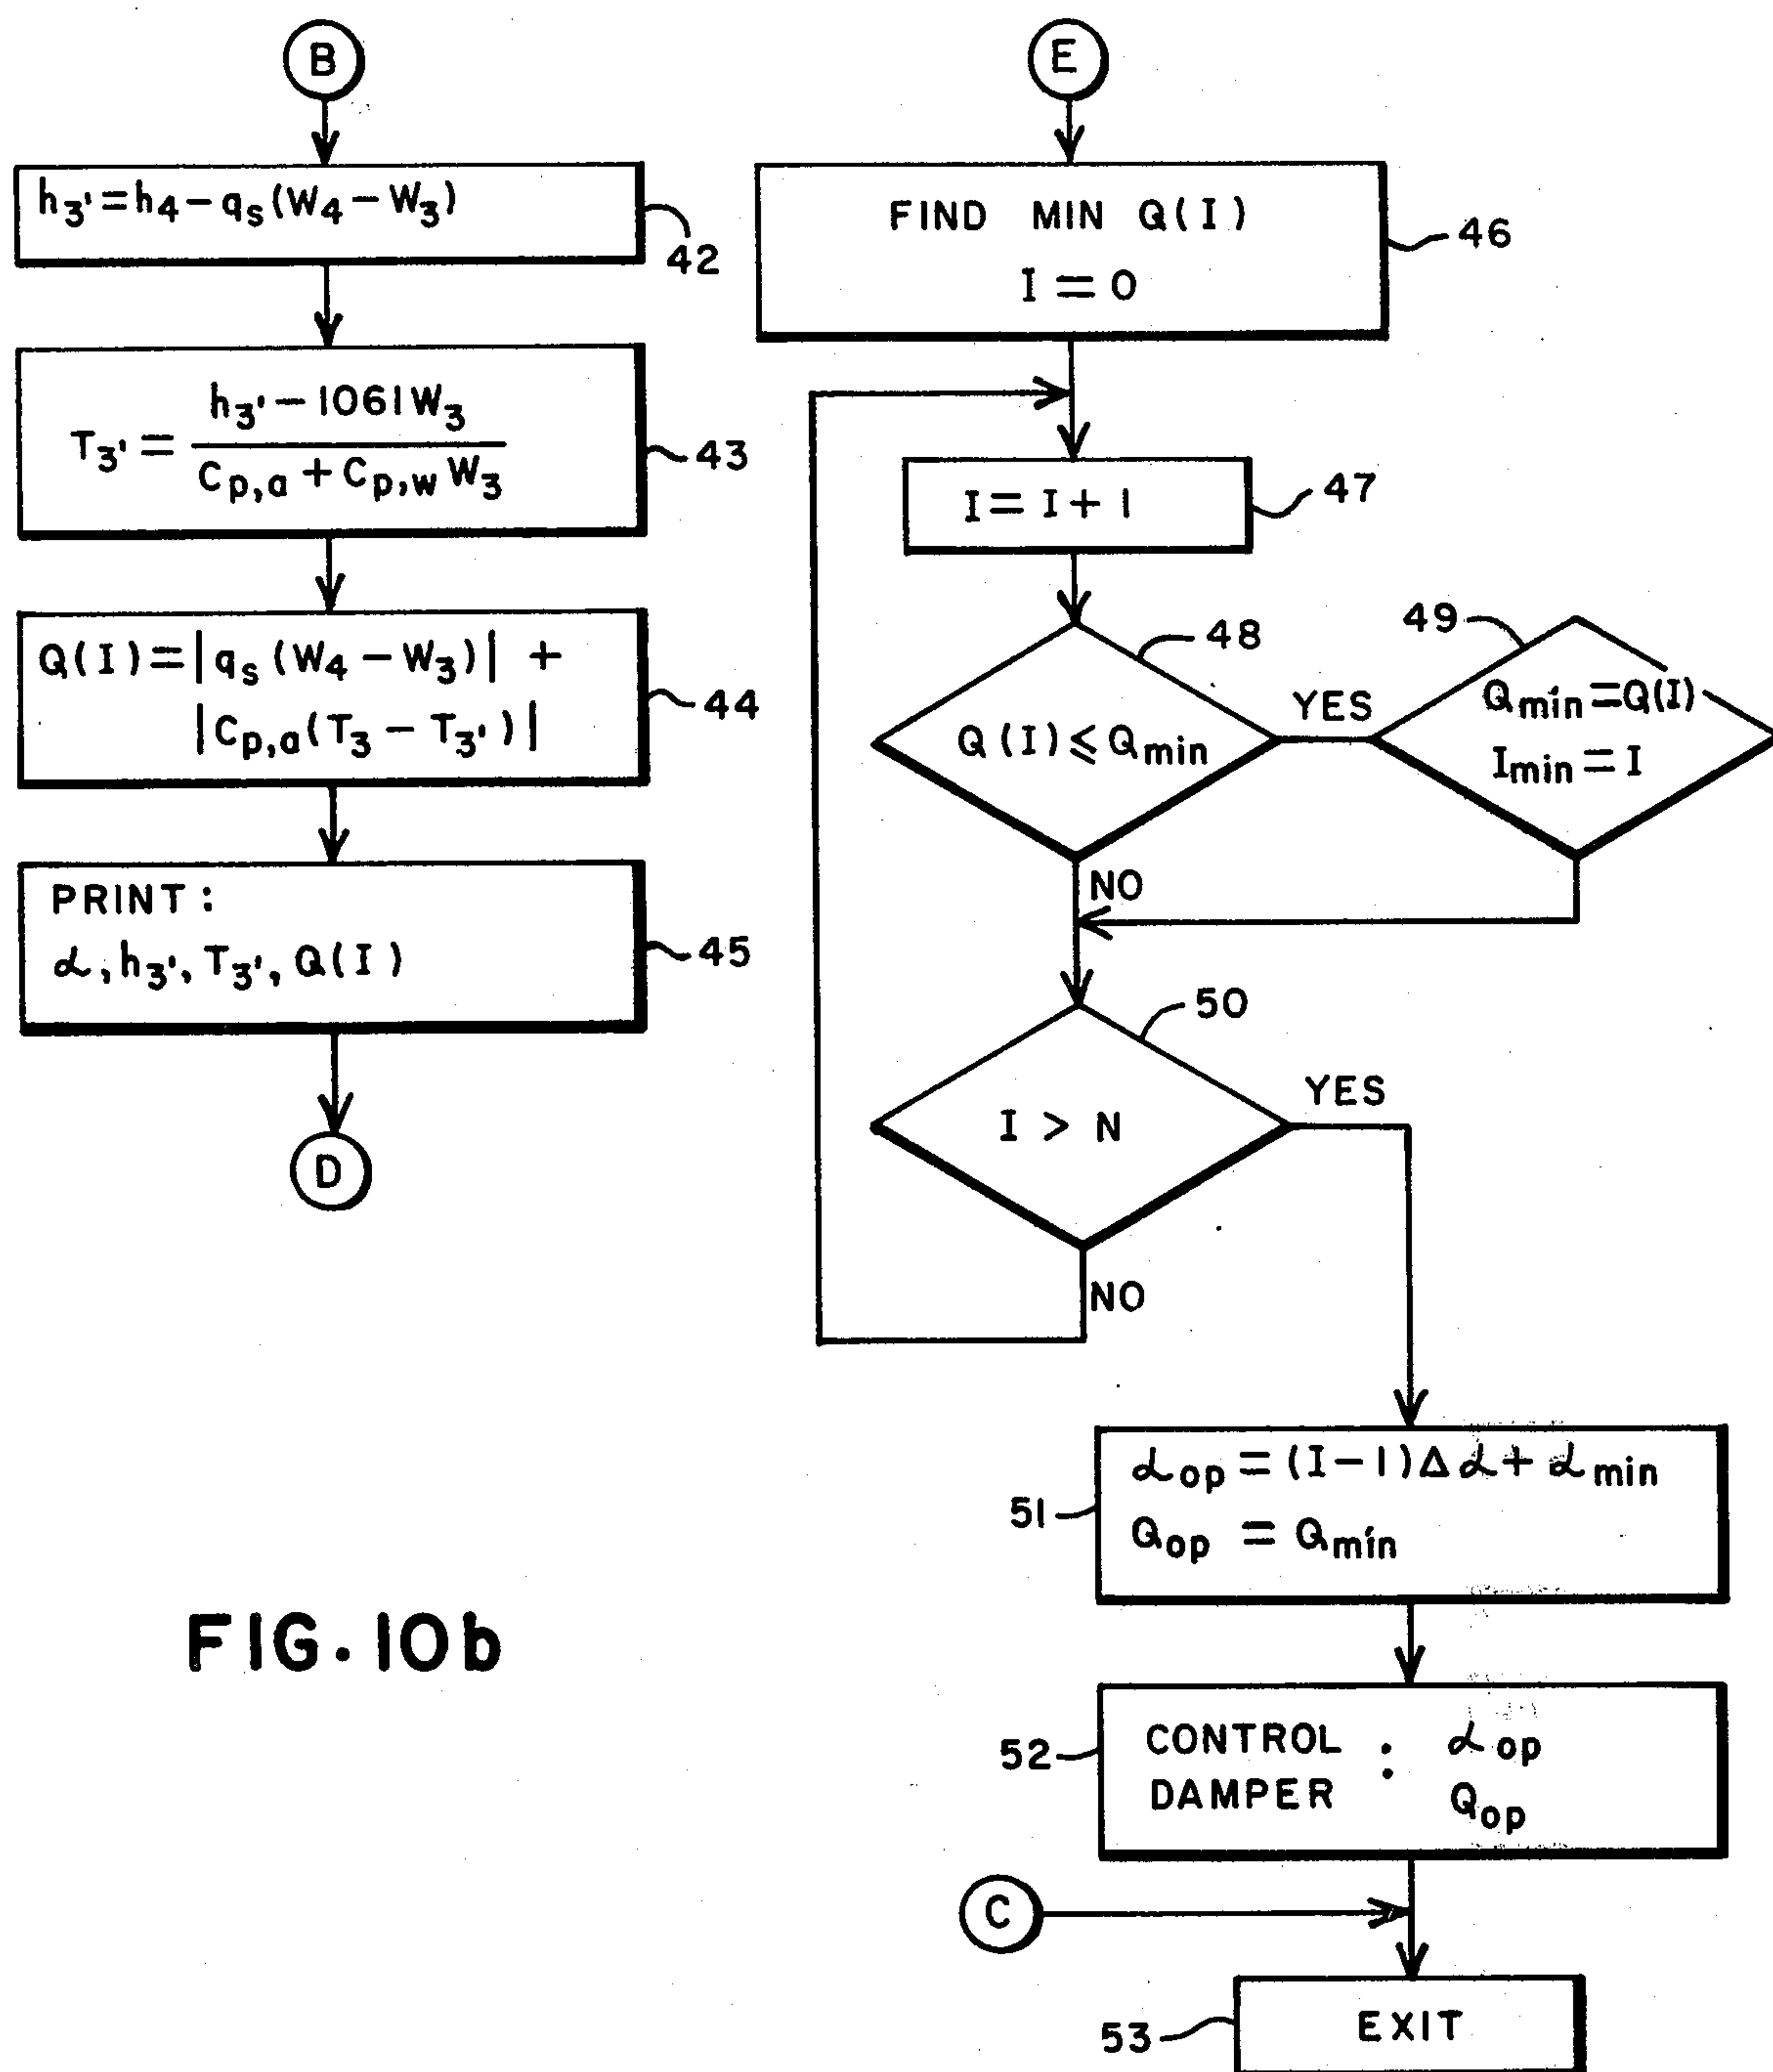 B
h3' = h4 − qs (W4 − W3)
42
T3' = h3' − 1061 W3
Cp,a + Cp,w W3
43
Q(I) = |qs (W4 − W3)| +
|Cp,a (T3 − T3')|
44
PRINT :
α, h3', T3', Q(I)
45
D
E
FIND MIN Q(I)
I = 0
46
I = I + 1
47
48
Q(I) ≤ Qmin
YES
49
Qmin = Q(I)
Imin = I
NO
50
I > N
YES
NO
αop = (I−1) Δα + αmin
Qop = Qmin
51
CONTROL DAMPER : αop
Qop
52
C
EXIT
53
FIG. 10b